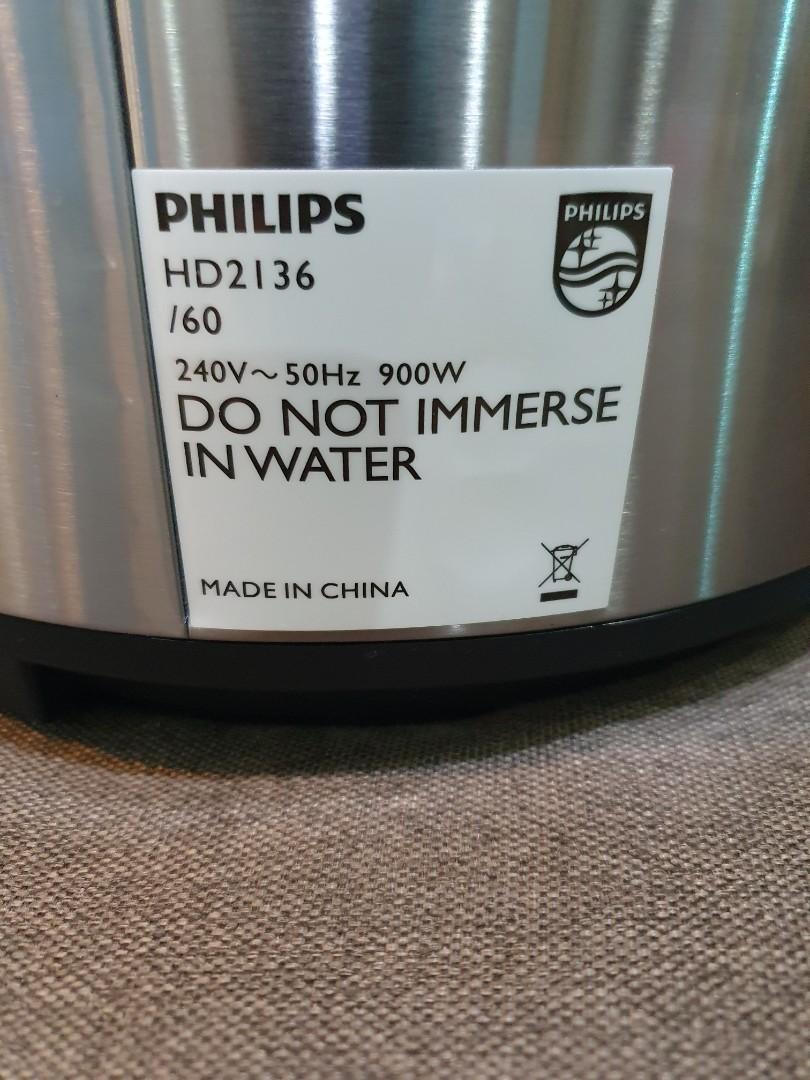 PHILIPS
PHILIPS
HD2136
/60
240V～50Hz 900W
DO NOT IMMERSE
IN WATER
MADE IN CHINA